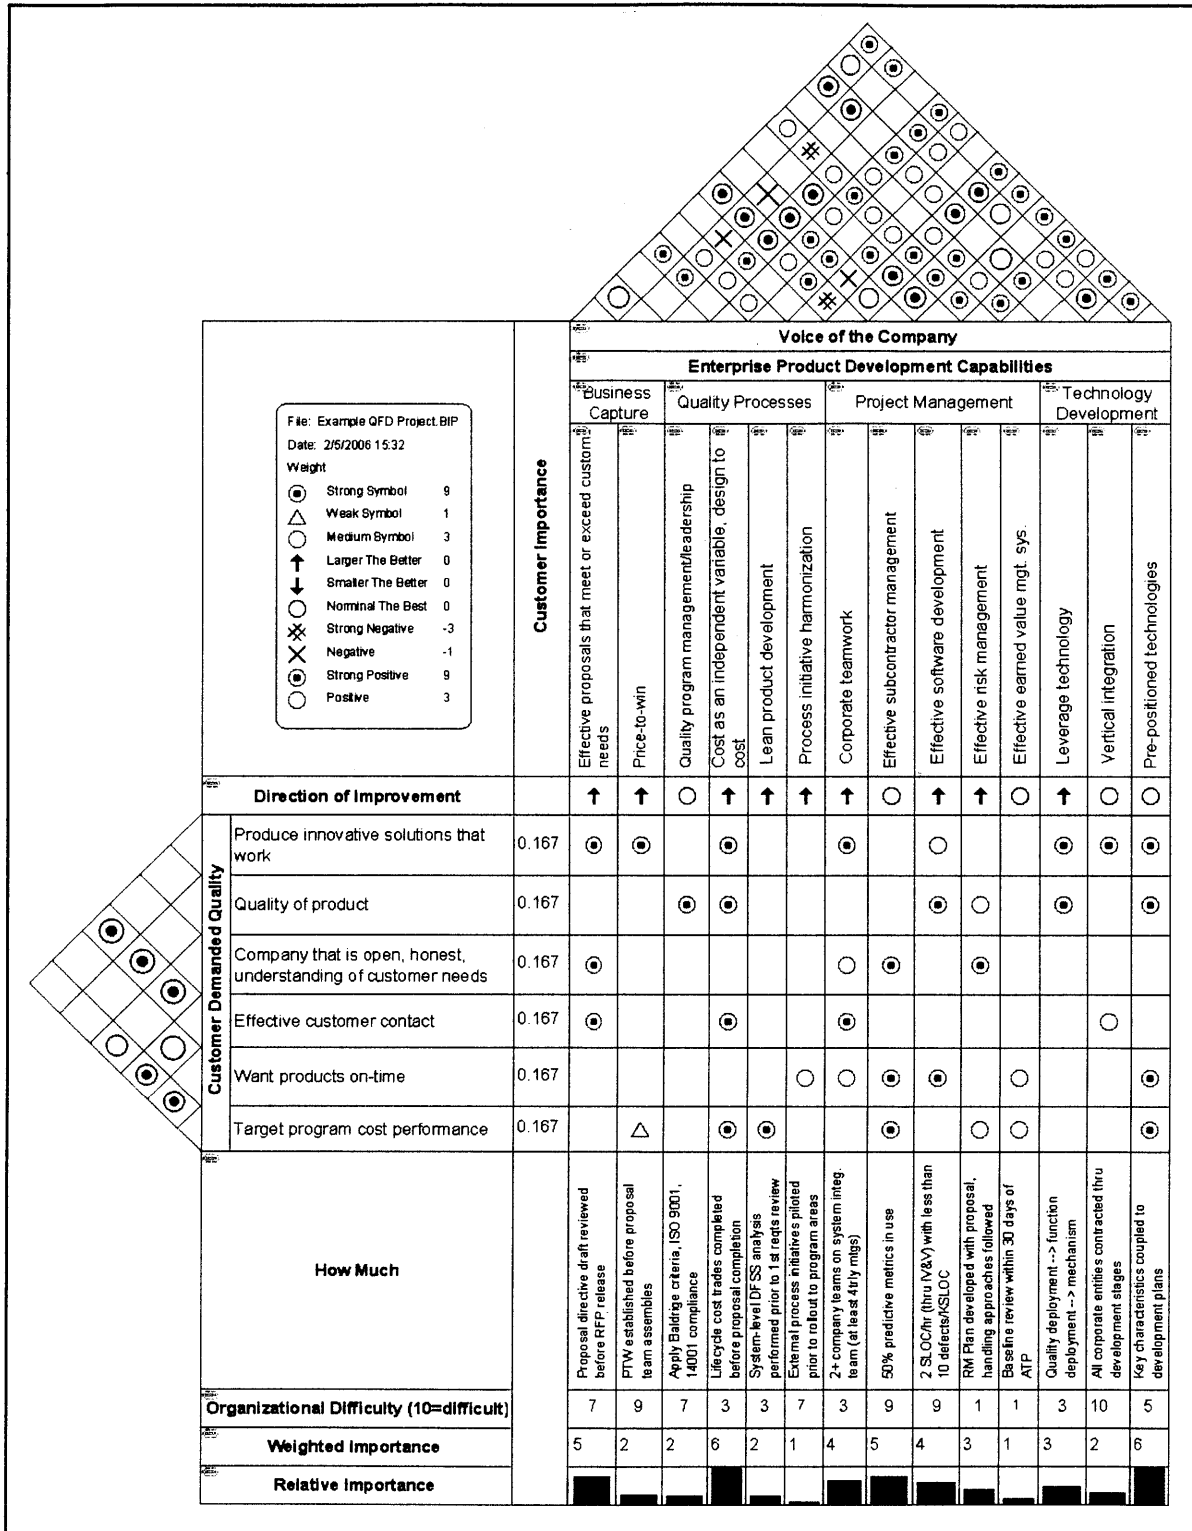 Voice of the Company
Enterprise Product Development Capabilities
Business
Capture
Quality Processes
Project Management
Technology
Development
File: Example QFD Project.BIP
Date: 2/5/2006 15:32
Weight
Strong Symbol 9
Weak Symbol 1
Medium Symbol 3
Larger The Better 0
Smaller The Better 0
Norminal The Best 0
Strong Negative -3
Negative -1
Strong Positive 9
Positive 3
Customer Importance
Effective proposals that meet or exceed custom
needs
Price-to-win
Quality program management/leadership
Cost as an independent variable, design to
cost
Lean product development
Process initiative harmonization
Corporate teamwork
Effective subcontractor management
Effective software development
Effective risk management
Effective earned value mgt. sys.
Leverage technology
Vertical integration
Pre-positioned technologies
Direction of Improvement
Customer Demanded Quality
Produce innovative solutions that
work
0.167
Quality of product
0.167
Company that is open, honest,
understanding of customer needs
0.167
Effective customer contact
0.167
Want products on-time
0.167
Target program cost performance
0.167
How Much
Proposal directive draft reviewed
before RFP release
PTW established before proposal
team assembles
Apply Baldrige criteria, ISO 9001,
14001 compliance
Lifecycle cost trades completed
before proposal completion
System-level DFSS analysis
performed prior to 1st reqts review
External process initiatives piloted
prior to rollout to program areas
2+ company teams on system integ.
team (at least 4trly mtgs)
50% predictive metrics in use
2 SLOC/hr (thru IV&V) with less than
10 defects/KSLOC
RM Plan developed with proposal,
handling approaches followed
Baseline review within 30 days of
ATP
Quality deployment --> function
deployment --> mechanism
All corporate entities contracted thru
development stages
Key characteristics coupled to
development plans
Organizational Difficulty (10=difficult) 7 9 7 3 3 7 3 9 9 1 1 3 10 5
Weighted Importance 5 2 2 6 2 1 4 5 4 3 1 3 2 6
Relative Importance